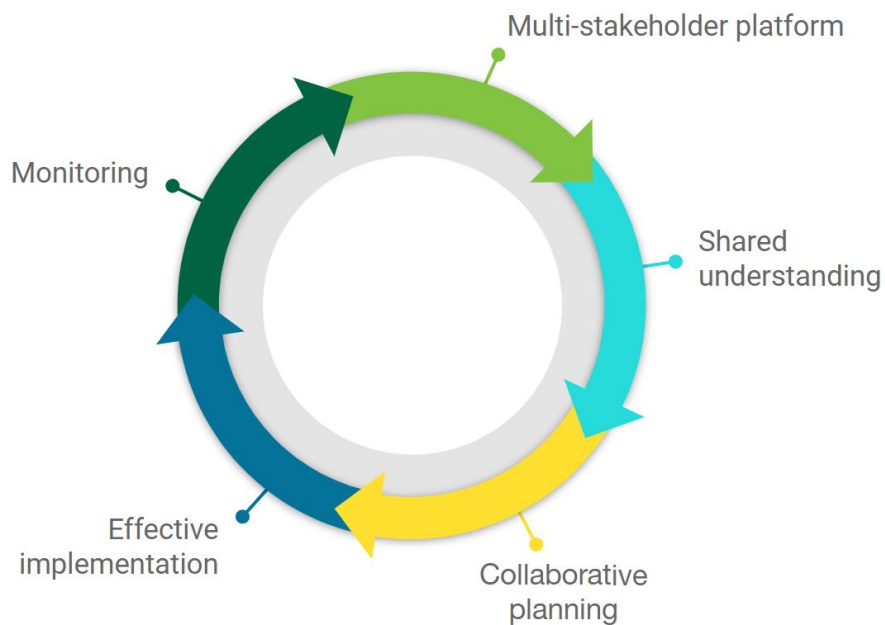 Multi-stakeholder platform
Shared
understanding
Collaborative
planning
Effective
implementation
Monitoring